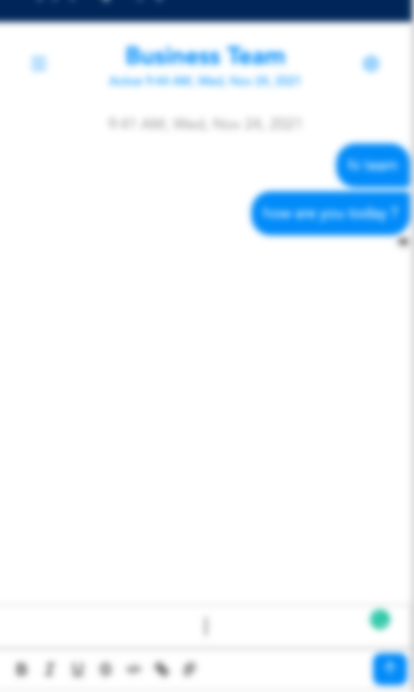 Business Team
Active 9:44 AM, Wed, Nov 24, 2021
9:41 AM, Wed, Nov 24, 2021
hi team
how are you today ?
B I U S